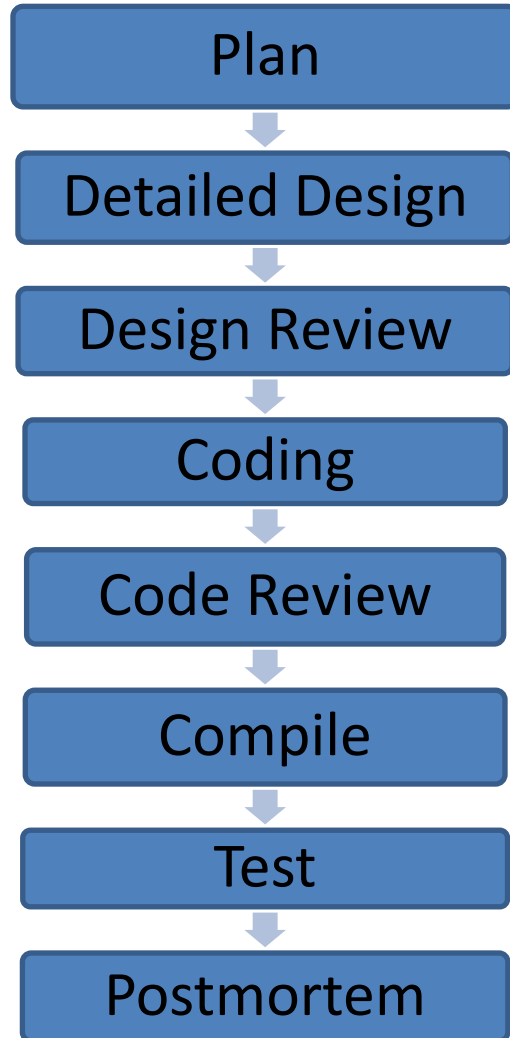 Plan
Detailed Design
Design Review
Coding
Code Review
Compile
Test
Postmortem